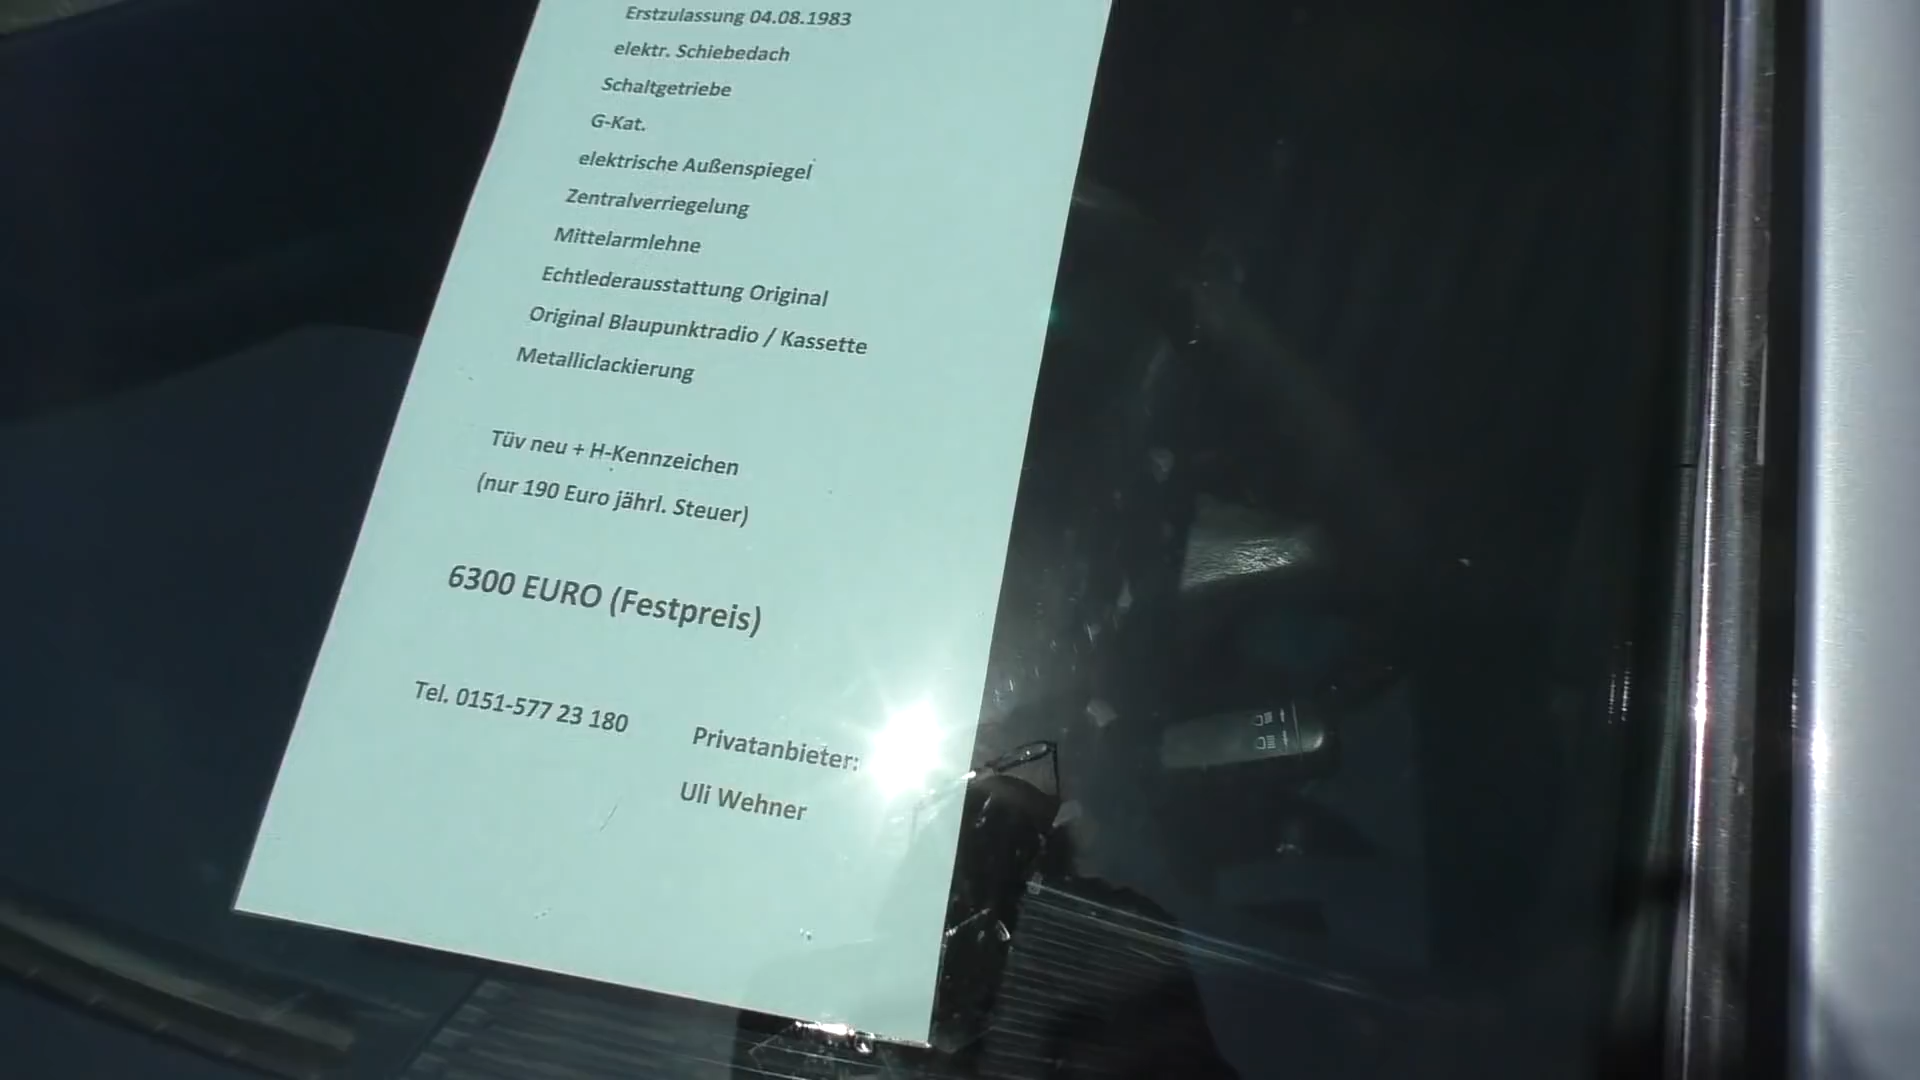 Erstzulassung 04.08.1983
elektr. Schiebedach
Schaltgetriebe
G-Kat.
elektrische Außenspiegel
Zentralverriegelung
Mittelarmlehne
Echtlederausstattung Original
Original Blaupunktradio / Kassette
Metalliclackierung
Tüv neu + H-Kennzeichen
(nur 190 Euro jährl. Steuer)
6300 EURO (Festpreis)
Tel. 0151-577 23 180
Privatanbieter:
Uli Wehner